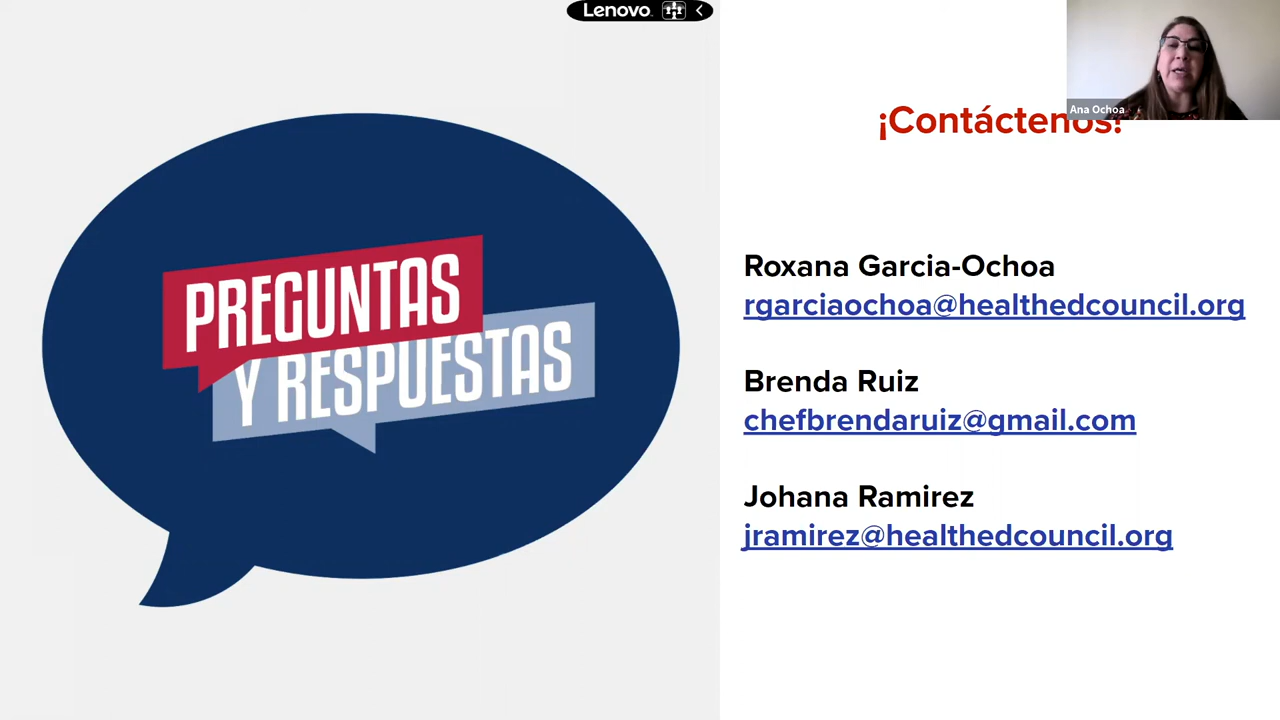 Lenovo
Ana Ochoa
¡Contáctenos!
PREGUNTAS
Y RESPUESTAS
Roxana Garcia-Ochoa
rgarciaochoa@healthedcouncil.org
Brenda Ruiz
chefbrendaruiz@gmail.com
Johana Ramirez
jramirez@healthedcouncil.org